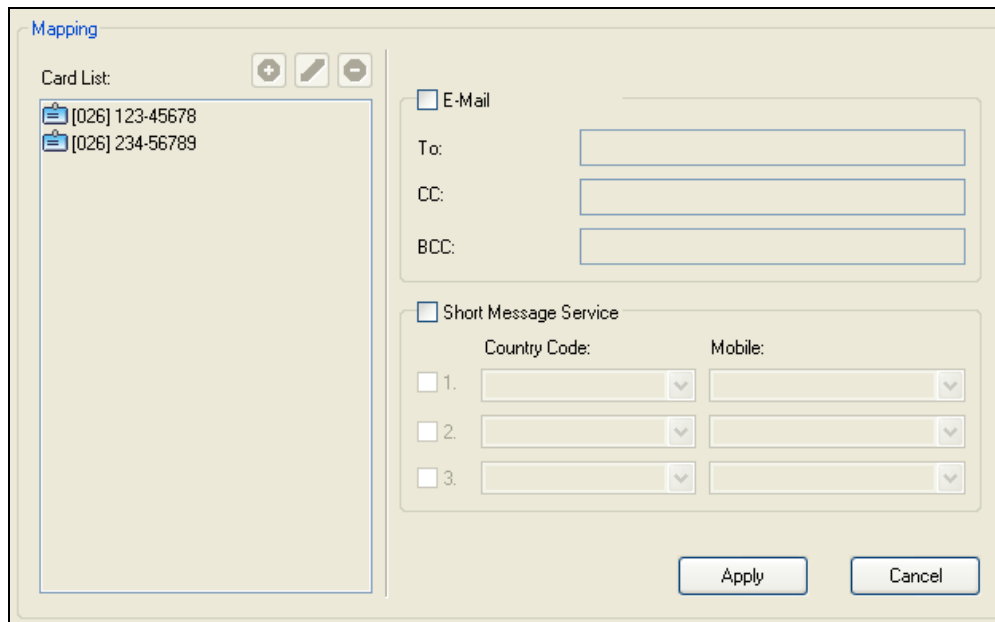 Mapping
Card List:
[026] 123-45678
[026] 234-56789
E-Mail
To:
CC:
BCC:
Short Message Service
Country Code: Mobile:
1.
2.
3.
Apply Cancel